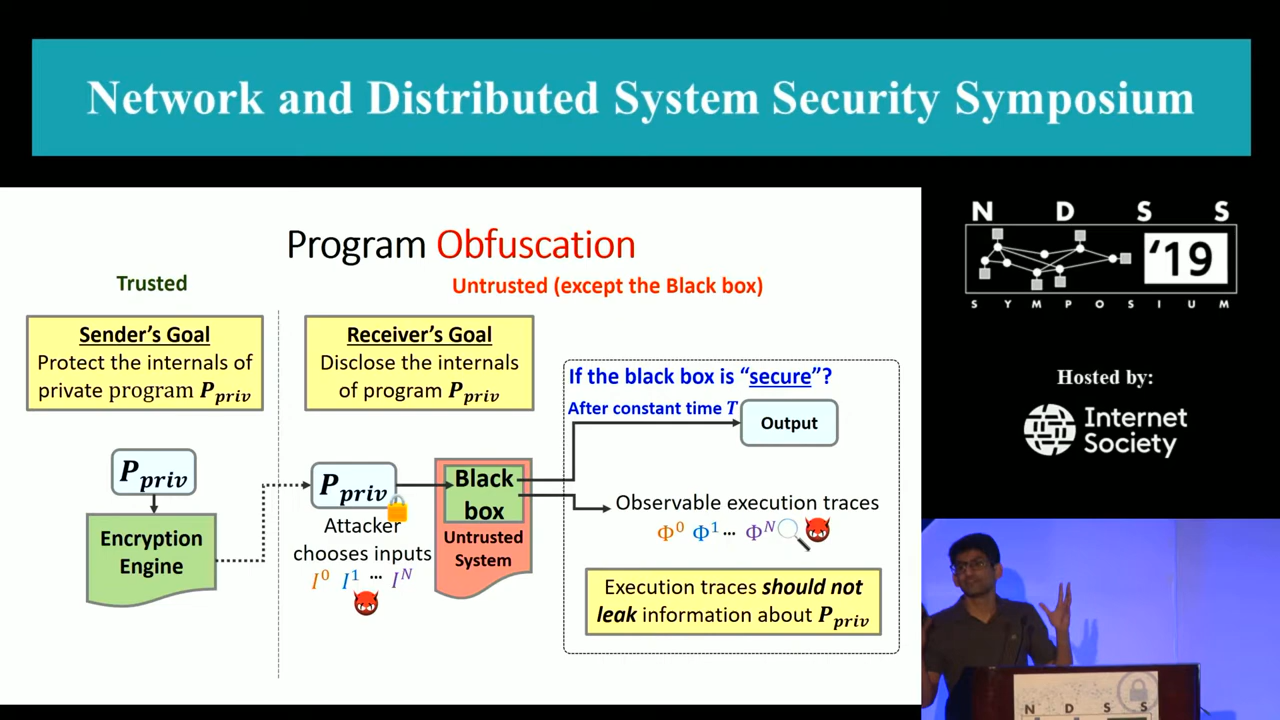 Network and Distributed System Security Symposium
Program Obfuscation
Trusted
Untrusted (except the Black box)
Sender's Goal
Protect the internals of
private program P_priv
Receiver's Goal
Disclose the internals
of program P_priv
If the black box is “secure”?
After constant time T
Output
P_priv
Encryption
Engine
P_priv
Attacker
chooses inputs
I^0 I^1 ... I^N
Black
box
Untrusted
System
Observable execution traces
Φ^0 Φ^1 ... Φ^N
Execution traces should not
leak information about P_priv
N D S S
'19
S Y M P O S I U M
Hosted by:
Internet
Society
N D S S